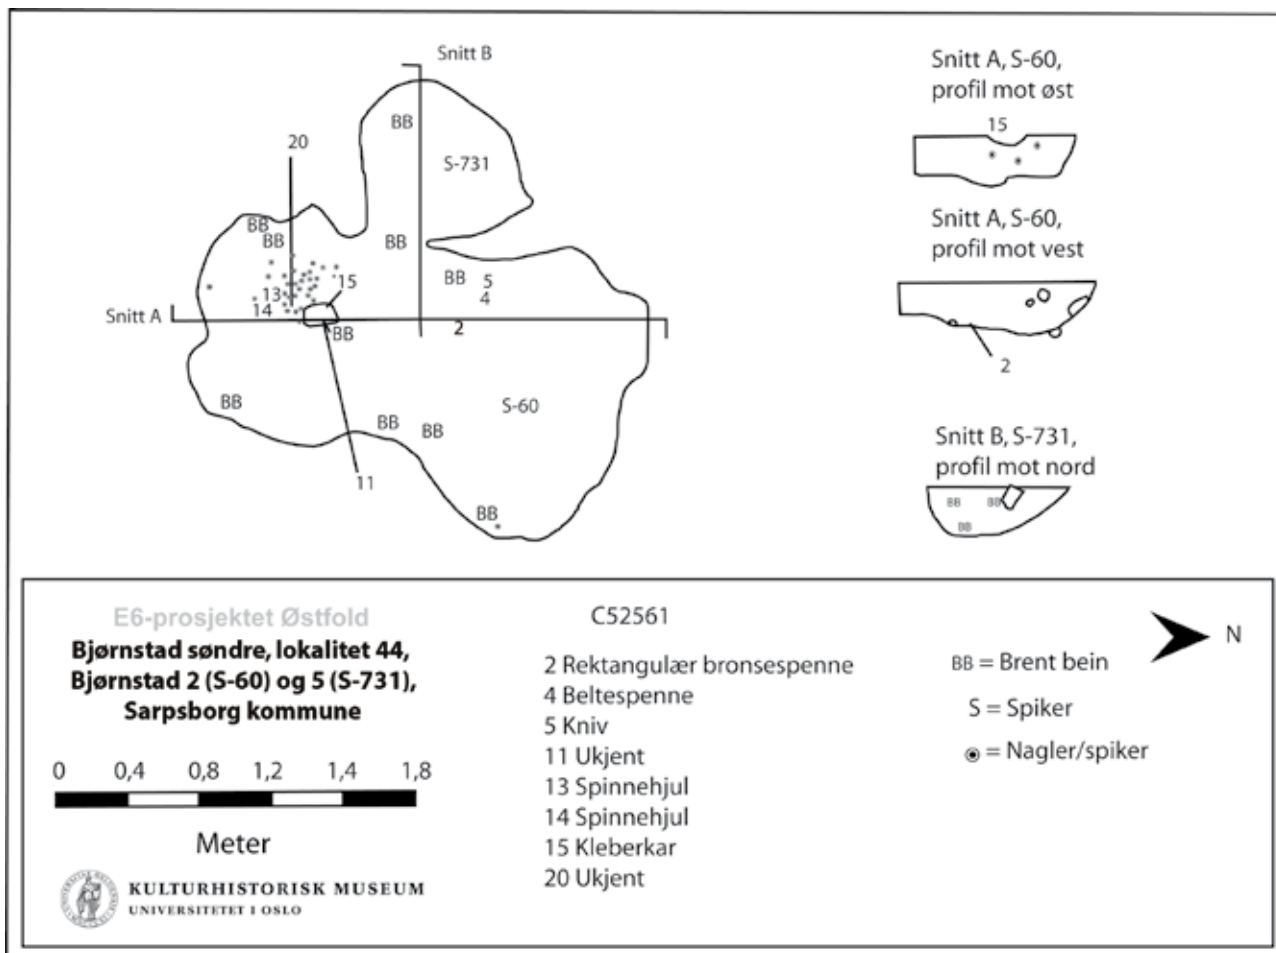 Snitt B
BB
20
S-731
BB
BB
BB
BB
5
15
13
4
14
Snitt A
2
BB
BB
S-60
BB
BB
11
BB
Snitt A, S-60,
profil mot øst
15
Snitt A, S-60,
profil mot vest
2
Snitt B, S-731,
profil mot nord
BB
BB
BB
E6-prosjektet Østfold
Bjørnstad søndre, lokalitet 44,
Bjørnstad 2 (S-60) og 5 (S-731),
Sarpsborg kommune
0 0,4 0,8 1,2 1,4 1,8
Meter
KULTURHISTORISK MUSEUM
UNIVERSITETET I OSLO
C52561
2 Rektangulær bronsespenne
4 Beltespenne
5 Kniv
11 Ukjent
13 Spinnehjul
14 Spinnehjul
15 Kleberkar
20 Ukjent
N
BB = Brent bein
S = Spiker
= Nagler/spiker